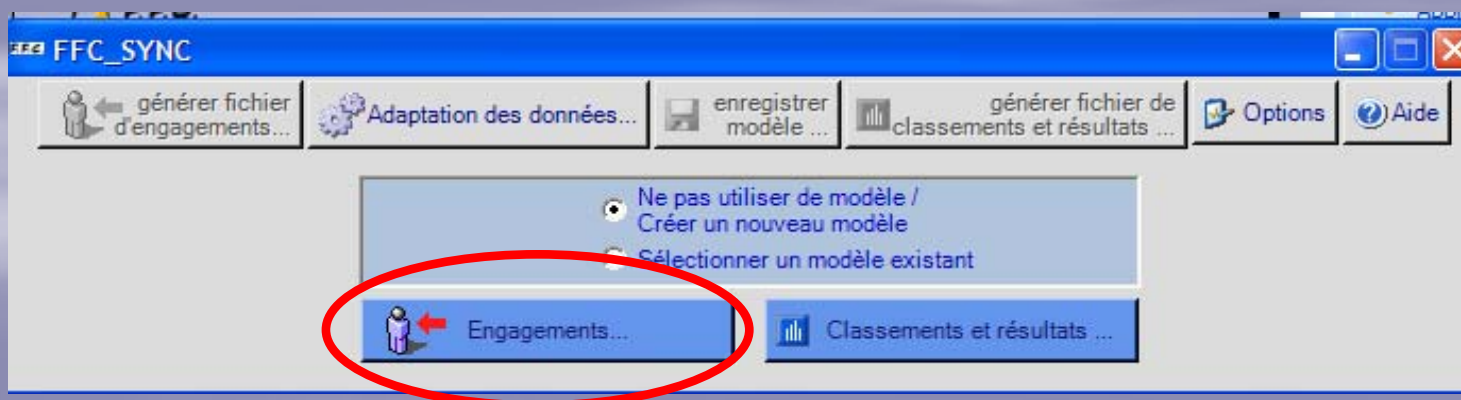 FFC_SYNC
générer fichier
d'engagements...
Adaptation des données...
enregistrer
modèle ...
générer fichier de
classements et résultats ...
Options
Aide
Ne pas utiliser de modèle /
Créer un nouveau modèle
Sélectionner un modèle existant
Engagements...
Classements et résultats ...